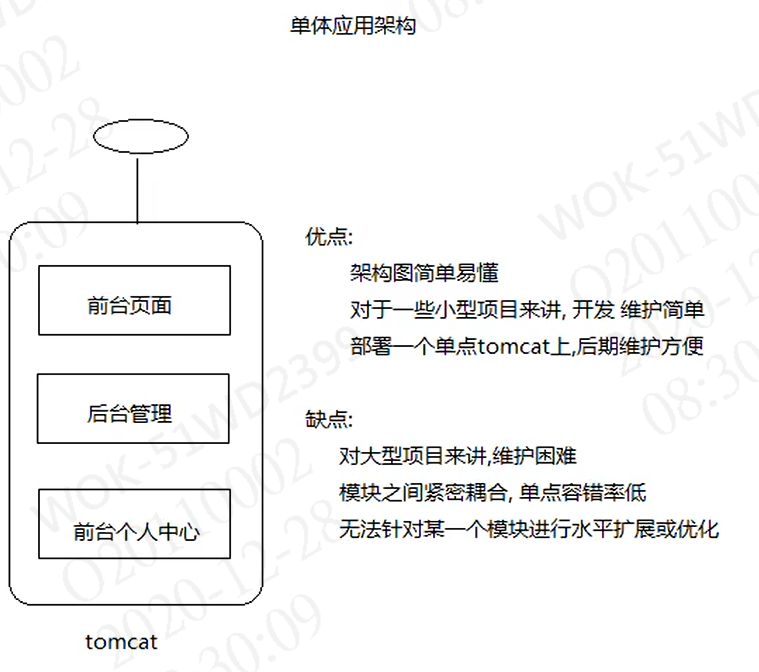 单体应用架构
前台页面
后台管理
前台个人中心
tomcat
优点:
架构图简单易懂
对于一些小型项目来讲, 开发 维护简单
部署一个单点tomcat上,后期维护方便
缺点:
对大型项目来讲,维护困难
模块之间紧密耦合, 单点容错率低
无法针对某一个模块进行水平扩展或优化
WOK-51WD2399
O20110002
2020-12-28
08:30:09